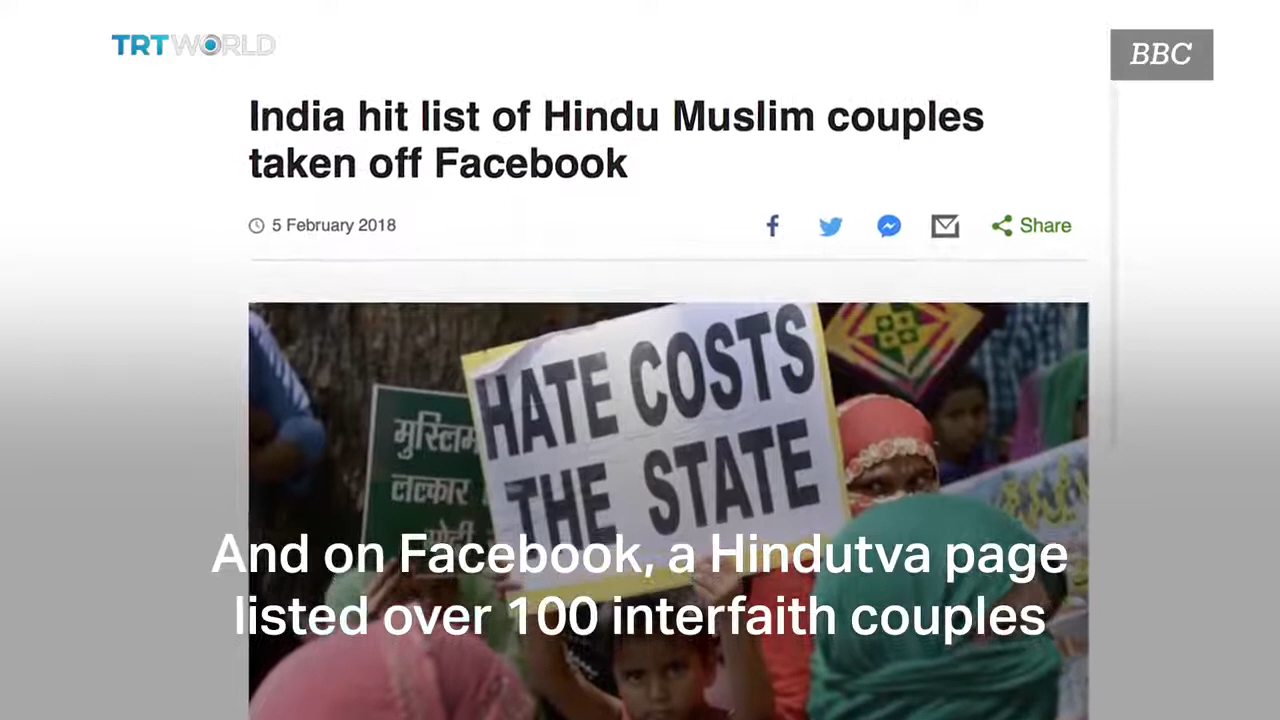 TRT WORLD
BBC
India hit list of Hindu Muslim couples
taken off Facebook
5 February 2018
Share
HATE COSTS
THE STATE
मुस्लिम
ललकार
मोदी
And on Facebook, a Hindutva page
listed over 100 interfaith couples